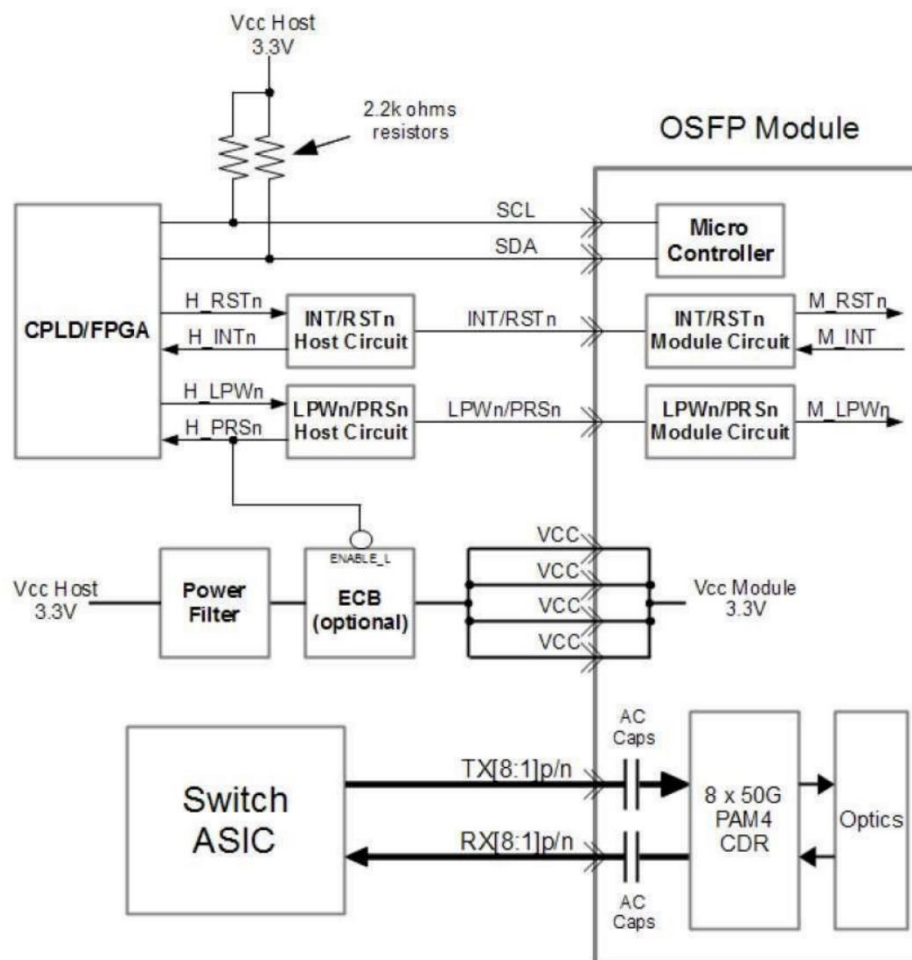 Vcc Host
3.3V
2.2k ohms
resistors
OSFP Module
SCL
SDA
Micro
Controller
CPLD/FPGA
H_RSTn
H_INTn
INT/RSTn
Host Circuit
INT/RSTn
INT/RSTn
Module Circuit
M_RSTn
M_INT
H_LPWn
H_PRSn
LPWn/PRSn
Host Circuit
LPWn/PRSn
LPWn/PRSn
Module Circuit
M_LPWn
Vcc Host
3.3V
Power
Filter
ENABLE_L
ECB
(optional)
VCC
VCC
VCC
VCC
Vcc Module
3.3V
Switch
ASIC
TX[8:1]p/n
RX[8:1]p/n
AC
Caps
AC
Caps
8 x 50G
PAM4
CDR
Optics